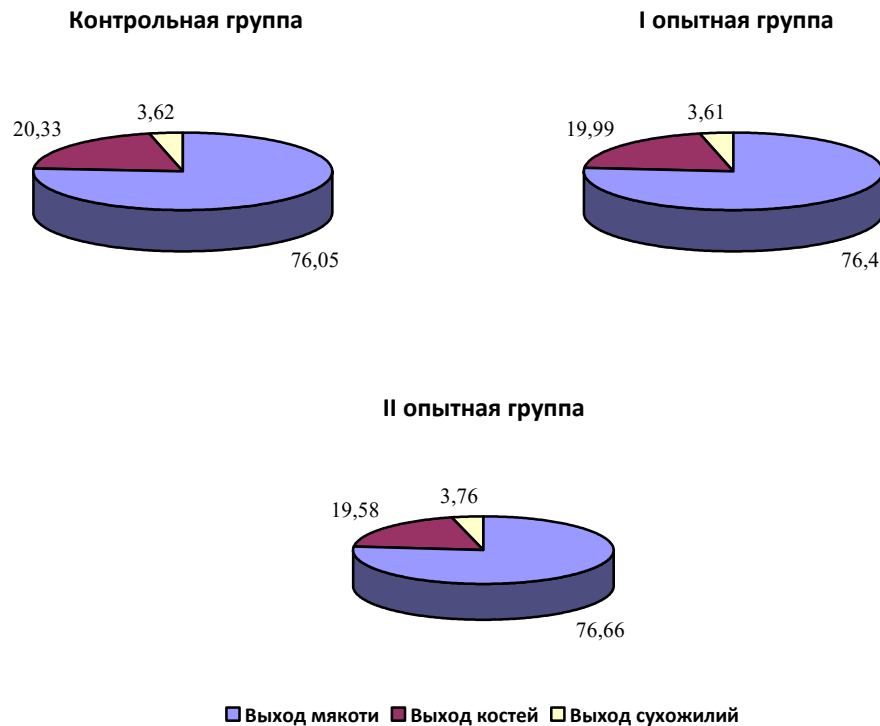 Контрольная группа
I опытная группа
3,62
20,33
76,05
3,61
19,99
76,4
II опытная группа
3,76
19,58
76,66
Выход мякоти Выход костей Выход сухожилий